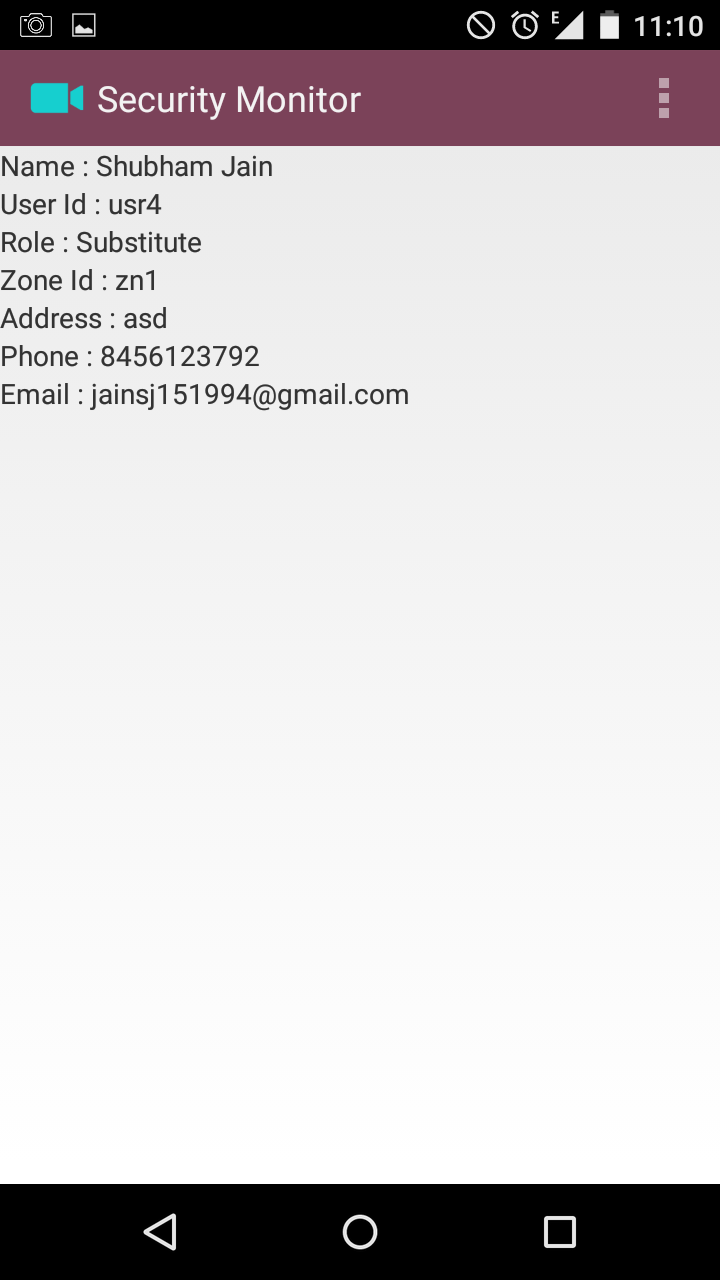 E 11:10
Security Monitor
Name : Shubham Jain
User Id : usr4
Role : Substitute
Zone Id : zn1
Address : asd
Phone : 8456123792
Email : jainsj151994@gmail.com